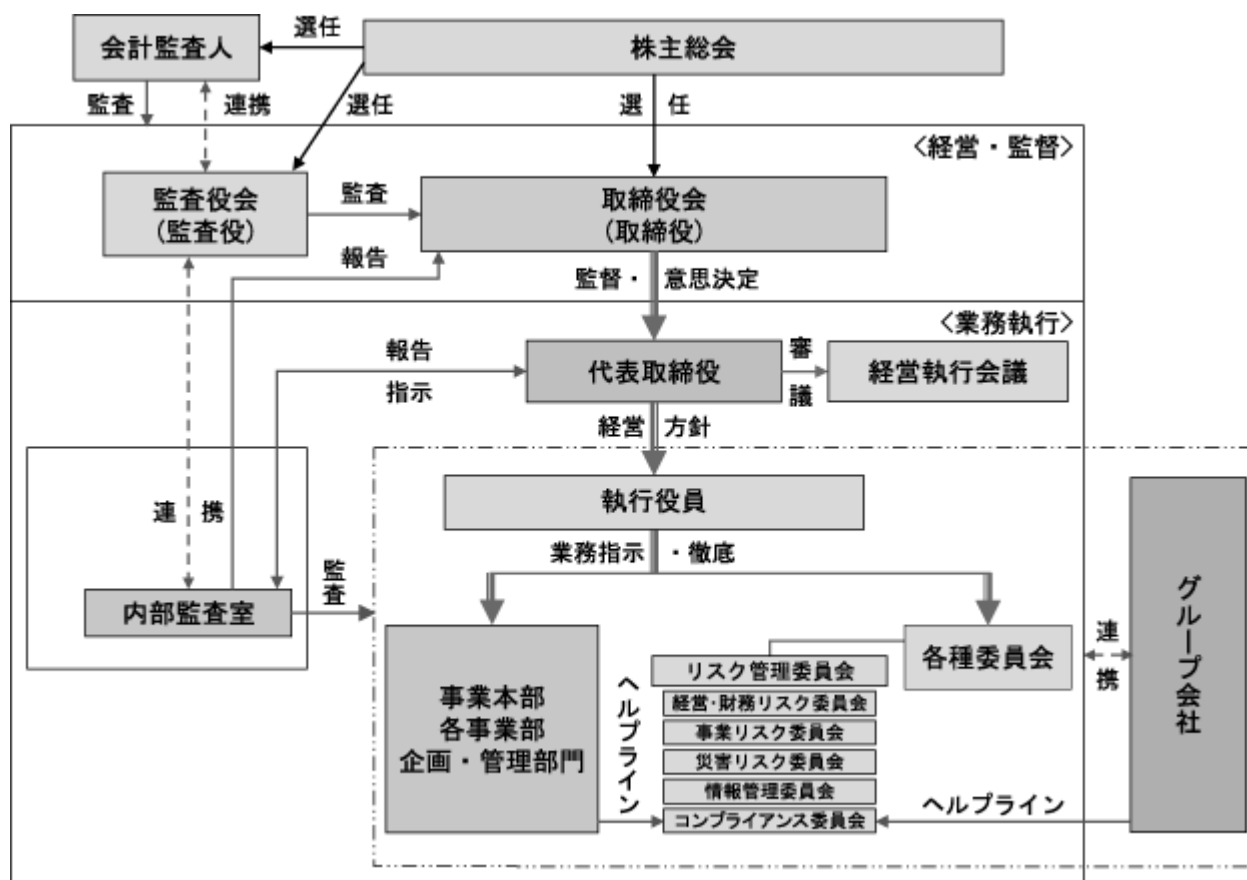 会計監査人
選任
株主総会
監査
連携
選任
選任
<経営・監督>
監査役会
(監査役)
監査
取締役会
(取締役)
報告
監督・意思決定
<業務執行>
報告
指示
代表取締役
審議
経営執行会議
経営方針
執行役員
連携
業務指示・徹底
内部監査室
監査
グループ会社
連携
各種委員会
リスク管理委員会
経営・財務リスク委員会
事業リスク委員会
災害リスク委員会
情報管理委員会
コンプライアンス委員会
事業本部
各事業部
企画・管理部門
ヘルプライン
ヘルプライン